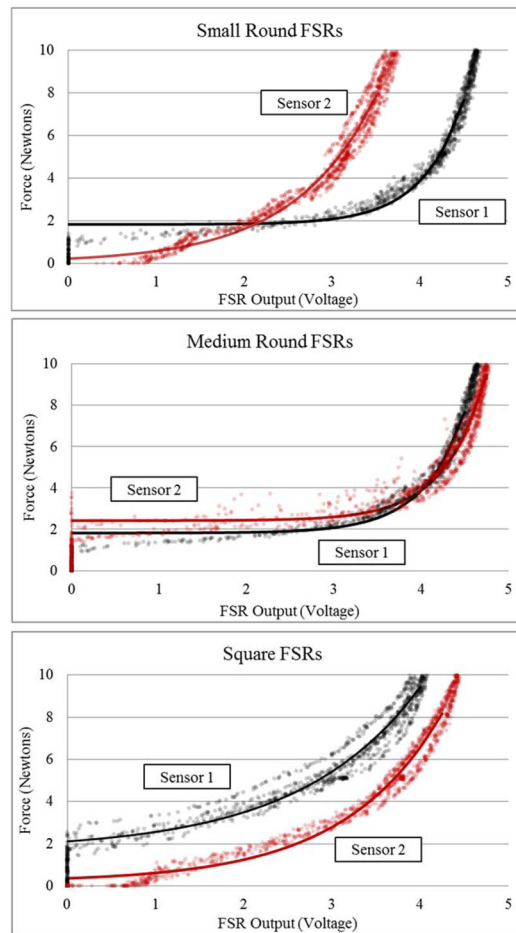 Small Round FSRs
10
8
6
4
2
0
Force (Newtons)
Sensor 2
Sensor 1
0 1 2 3 4 5
FSR Output (Voltage)
Medium Round FSRs
10
8
6
4
2
0
Force (Newtons)
Sensor 2
Sensor 1
0 1 2 3 4 5
FSR Output (Voltage)
Square FSRs
10
8
6
4
2
0
Force (Newtons)
Sensor 1
Sensor 2
0 1 2 3 4 5
FSR Output (Voltage)